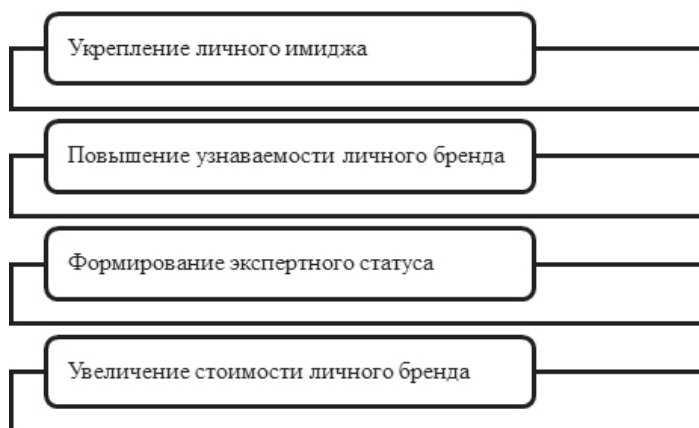 Укрепление личного имиджа
Повышение узнаваемости личного бренда
Формирование экспертного статуса
Увеличение стоимости личного бренда